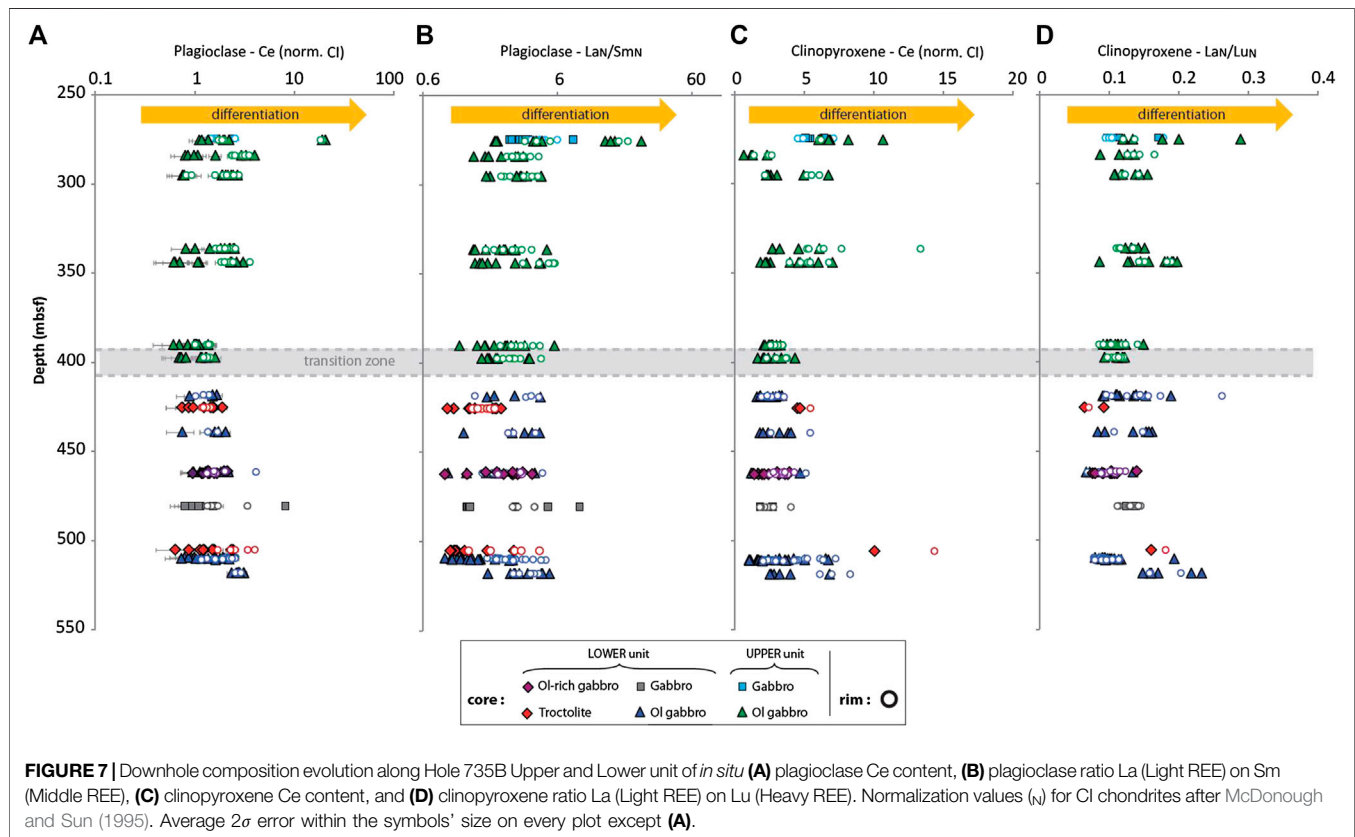 A
Plagioclase - Ce (norm. CI)
0.1 1 10 100
B
Plagioclase - LaN/SmN
0.6 6 60
C
Clinopyroxene - Ce (norm. CI)
0 5 10 15 20
D
Clinopyroxene - LaN/LuN
0 0.1 0.2 0.3 0.4
Depth (mbsf)
250
300
350
400
450
500
550
differentiation
differentiation
differentiation
differentiation
transition zone
LOWER unit UPPER unit
core : Ol-rich gabbro Gabbro Gabbro rim :
Troctolite Ol gabbro Ol gabbro
FIGURE 7 | Downhole composition evolution along Hole 735B Upper and Lower unit of in situ (A) plagioclase Ce content, (B) plagioclase ratio La (Light REE) on Sm
(Middle REE), (C) clinopyroxene Ce content, and (D) clinopyroxene ratio La (Light REE) on Lu (Heavy REE). Normalization values (N) for CI chondrites after McDonough
and Sun (1995). Average 2σ error within the symbols' size on every plot except (A).